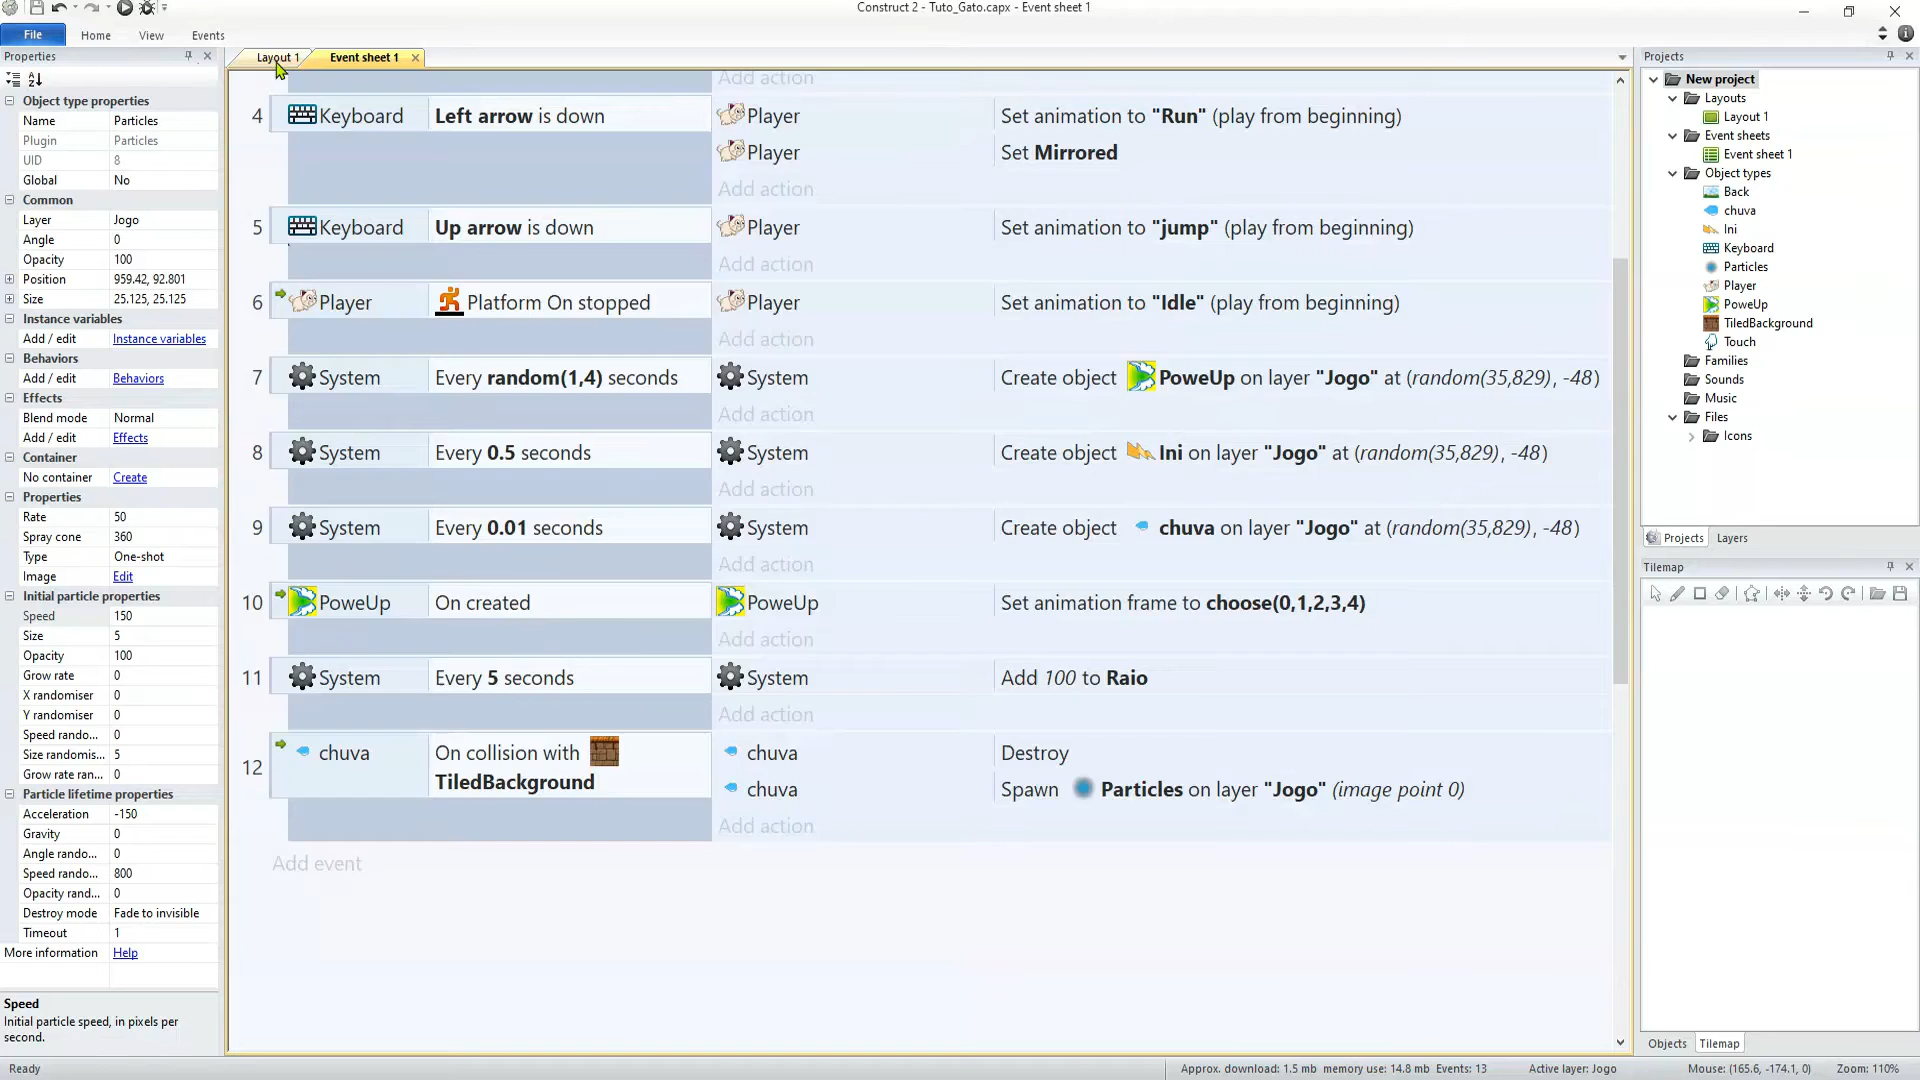 Construct 2 - Tuto_Gato.capx - Event sheet 1
File
Home
View
Events
Properties
Layout 1
Event sheet 1
Projects
Object type properties
Name Particles
Plugin Particles
UID 8
Global No
Common
Layer Jogo
Angle 0
Opacity 100
Position 959.42, 92.801
Size 25.125, 25.125
Instance variables
Add / edit Instance variables
Behaviors
Add / edit Behaviors
Effects
Blend mode Normal
Add / edit Effects
Container
No container Create
Properties
Rate 50
Spray cone 360
Type One-shot
Image Edit
Initial particle properties
Speed 150
Size 5
Opacity 100
Grow rate 0
X randomiser 0
Y randomiser 0
Speed rando... 0
Size randomis... 5
Grow rate ran... 0
Particle lifetime properties
Acceleration -150
Gravity 0
Angle rando... 0
Speed rando... 800
Opacity rand... 0
Destroy mode Fade to invisible
Timeout 1
More information Help
Speed
Initial particle speed, in pixels per
second.
Ready
Add action
4 Keyboard Left arrow is down Player Set animation to "Run" (play from beginning)
Player Set Mirrored
Add action
5 Keyboard Up arrow is down Player Set animation to "jump" (play from beginning)
Add action
6 Player Platform On stopped Player Set animation to "Idle" (play from beginning)
Add action
7 System Every random(1,4) seconds System Create object PoweUp on layer "Jogo" at (random(35,829), -48)
Add action
8 System Every 0.5 seconds System Create object Ini on layer "Jogo" at (random(35,829), -48)
Add action
9 System Every 0.01 seconds System Create object chuva on layer "Jogo" at (random(35,829), -48)
Add action
10 PoweUp On created PoweUp Set animation frame to choose(0,1,2,3,4)
Add action
11 System Every 5 seconds System Add 100 to Raio
Add action
12 chuva On collision with
TiledBackground
chuva Destroy
chuva Spawn Particles on layer "Jogo" (image point 0)
Add action
Add event
New project
Layouts
Layout 1
Event sheets
Event sheet 1
Object types
Back
chuva
Ini
Keyboard
Particles
Player
PoweUp
TiledBackground
Touch
Families
Sounds
Music
Files
Icons
Projects
Layers
Tilemap
Objects
Tilemap
Approx. download: 1.5 mb memory use: 14.8 mb Events: 13
Active layer: Jogo
Mouse: (165.6, -174.1, 0)
Zoom: 110%